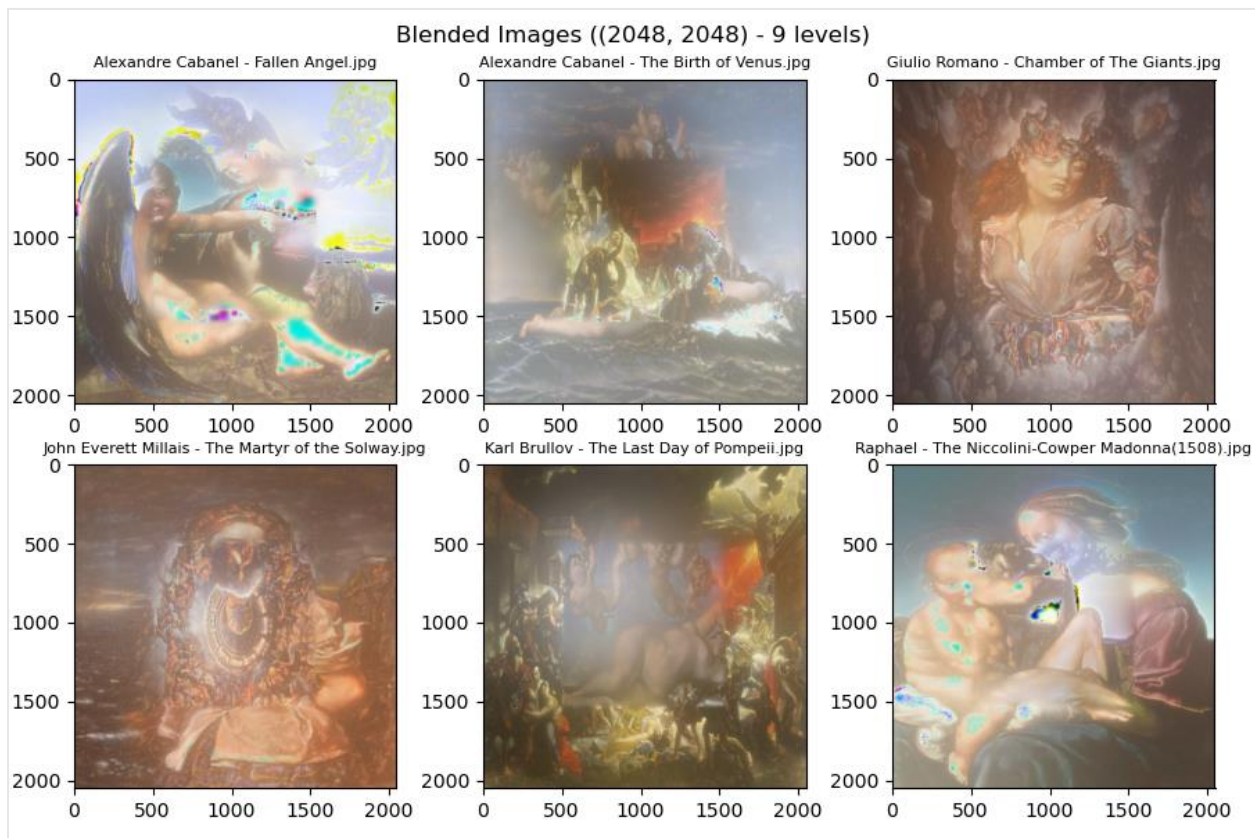 Blended Images ((2048, 2048) - 9 levels)
Alexandre Cabanel - Fallen Angel.jpg
Alexandre Cabanel - The Birth of Venus.jpg
Giulio Romano - Chamber of The Giants.jpg
0
500
1000
1500
2000
0 500 1000 1500 2000
0
500
1000
1500
2000
0 500 1000 1500 2000
0
500
1000
1500
2000
0 500 1000 1500 2000
John Everett Millais - The Martyr of the Solway.jpg
Karl Brullov - The Last Day of Pompeii.jpg
Raphael - The Niccolini-Cowper Madonna(1508).jpg
0
500
1000
1500
2000
0 500 1000 1500 2000
0
500
1000
1500
2000
0 500 1000 1500 2000
0
500
1000
1500
2000
0 500 1000 1500 2000